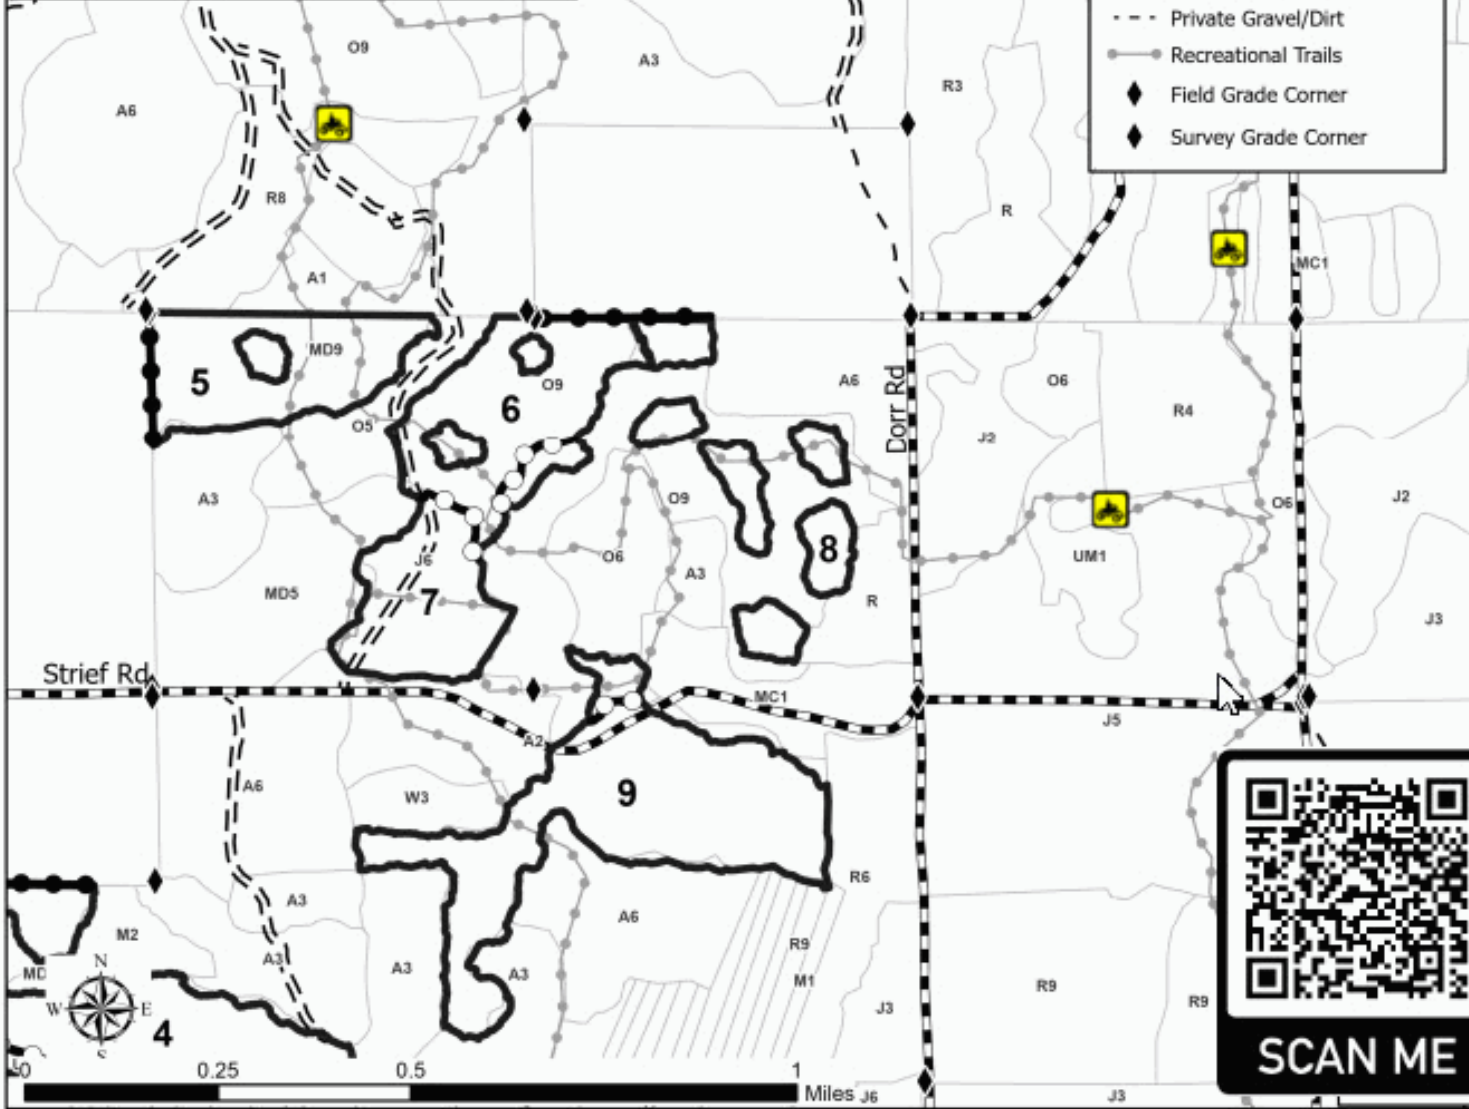 Private Gravel/Dirt
Recreational Trails
Field Grade Corner
Survey Grade Corner
O9
A3
R3
A6
R8
R
A1
MC1
MD9
5
O9
6
A6
O6
R4
Dorr Rd
O5
J2
A3
O9
O6
J2
8
UM1
J6
O6
A3
MD5
7
R
J3
Strief Rd
MC1
J5
A2
A6
W3
9
R6
A3
A6
M2
R9
MD
A3
A3
A3
M1
R9
R9
J3
N
W
E
S
4
0
0.25
0.5
1
Miles
J6
J3
SCAN ME